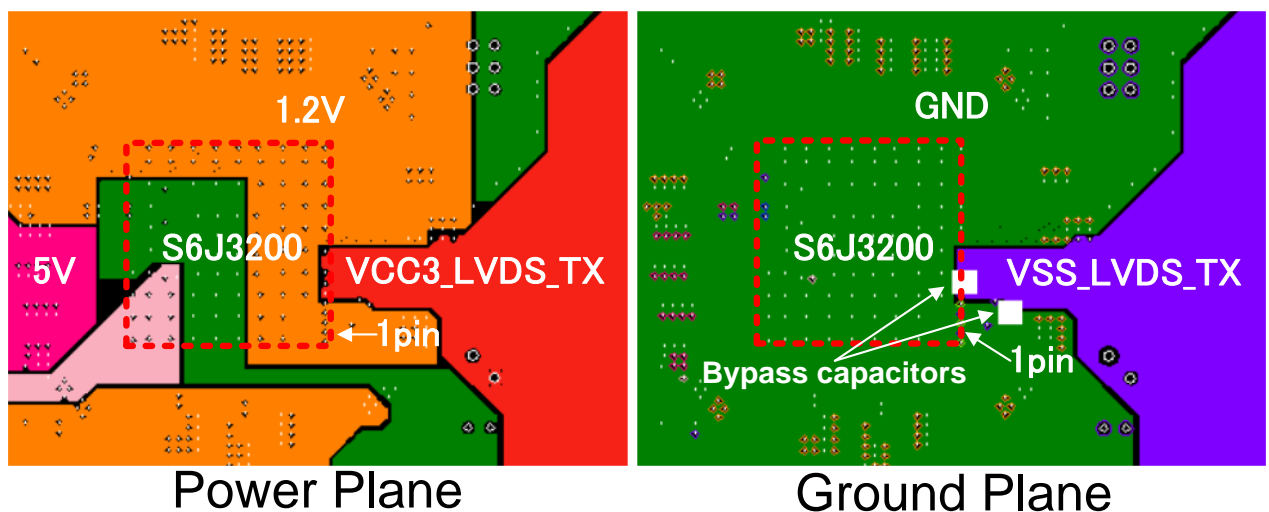 1.2V
S6J3200
5V
VCC3_LVDS_TX
←1pin
Power Plane
GND
S6J3200
VSS_LVDS_TX
1pin
Bypass capacitors
Ground Plane